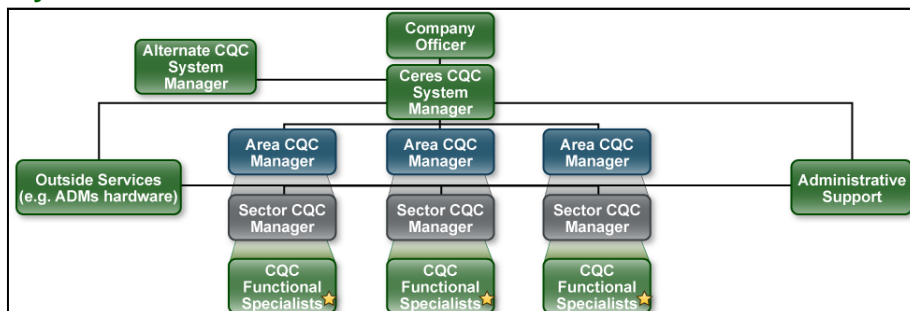 Company
Officer
Alternate CQC
System
Manager
Ceres CQC
System
Manager
Area CQC
Manager
Area CQC
Manager
Area CQC
Manager
Outside Services
(e.g. ADMs hardware)
Administrative
Support
Sector CQC
Manager
Sector CQC
Manager
Sector CQC
Manager
CQC
Functional
Specialists
CQC
Functional
Specialists
CQC
Functional
Specialists